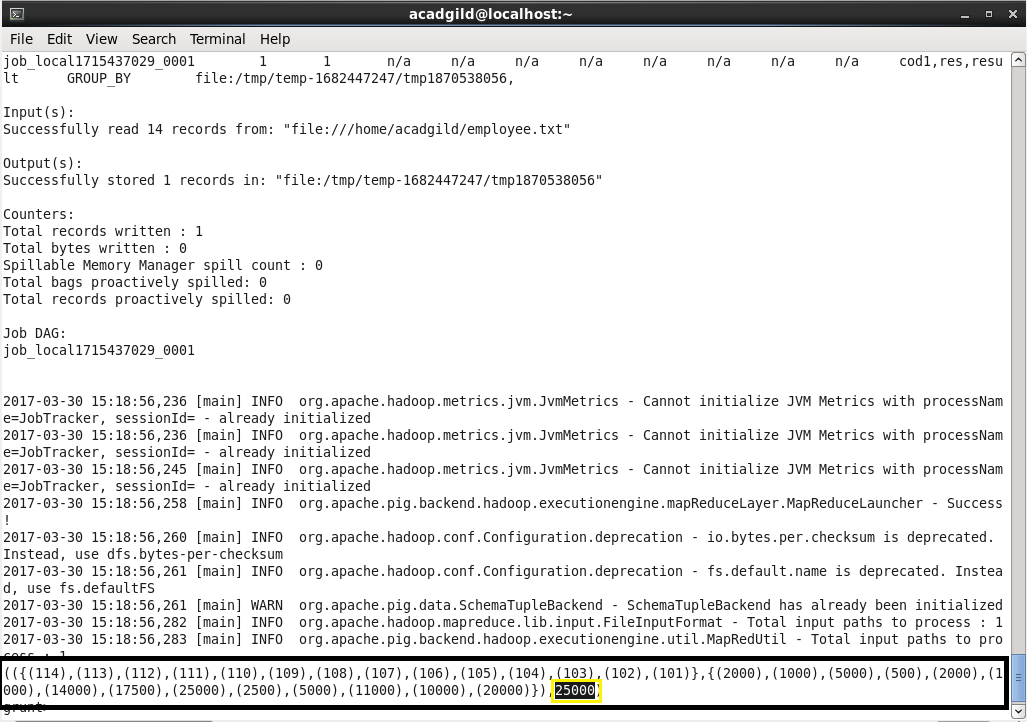 acadgild@localhost:~
File Edit View Search Terminal Help
job_local1715437029_0001 1 1 n/a n/a n/a n/a n/a n/a n/a n/a cod1,res,resu
lt GROUP_BY file:/tmp/temp-1682447247/tmp1870538056,
Input(s):
Successfully read 14 records from: "file:///home/acadgild/employee.txt"
Output(s):
Successfully stored 1 records in: "file:/tmp/temp-1682447247/tmp1870538056"
Counters:
Total records written : 1
Total bytes written : 0
Spillable Memory Manager spill count : 0
Total bags proactively spilled: 0
Total records proactively spilled: 0
Job DAG:
job_local1715437029_0001
2017-03-30 15:18:56,236 [main] INFO org.apache.hadoop.metrics.jvm.JvmMetrics - Cannot initialize JVM Metrics with processNam
e=JobTracker, sessionId= - already initialized
2017-03-30 15:18:56,236 [main] INFO org.apache.hadoop.metrics.jvm.JvmMetrics - Cannot initialize JVM Metrics with processNam
e=JobTracker, sessionId= - already initialized
2017-03-30 15:18:56,245 [main] INFO org.apache.hadoop.metrics.jvm.JvmMetrics - Cannot initialize JVM Metrics with processNam
e=JobTracker, sessionId= - already initialized
2017-03-30 15:18:56,258 [main] INFO org.apache.pig.backend.hadoop.executionengine.mapReduceLayer.MapReduceLauncher - Success
!
2017-03-30 15:18:56,260 [main] INFO org.apache.hadoop.conf.Configuration.deprecation - io.bytes.per.checksum is deprecated.
Instead, use dfs.bytes-per-checksum
2017-03-30 15:18:56,261 [main] INFO org.apache.hadoop.conf.Configuration.deprecation - fs.default.name is deprecated. Instea
d, use fs.defaultFS
2017-03-30 15:18:56,261 [main] WARN org.apache.pig.data.SchemaTupleBackend - SchemaTupleBackend has already been initialized
2017-03-30 15:18:56,282 [main] INFO org.apache.hadoop.mapreduce.lib.input.FileInputFormat - Total input paths to process : 1
2017-03-30 15:18:56,283 [main] INFO org.apache.pig.backend.hadoop.executionengine.util.MapRedUtil - Total input paths to pro
cess : 1
(({(114),(113),(112),(111),(110),(109),(108),(107),(106),(105),(104),(103),(102),(101)},{(2000),(1000),(5000),(500),(2000),(1
000),(14000),(17500),(25000),(2500),(5000),(11000),(10000),(20000)}),25000)
grunt>